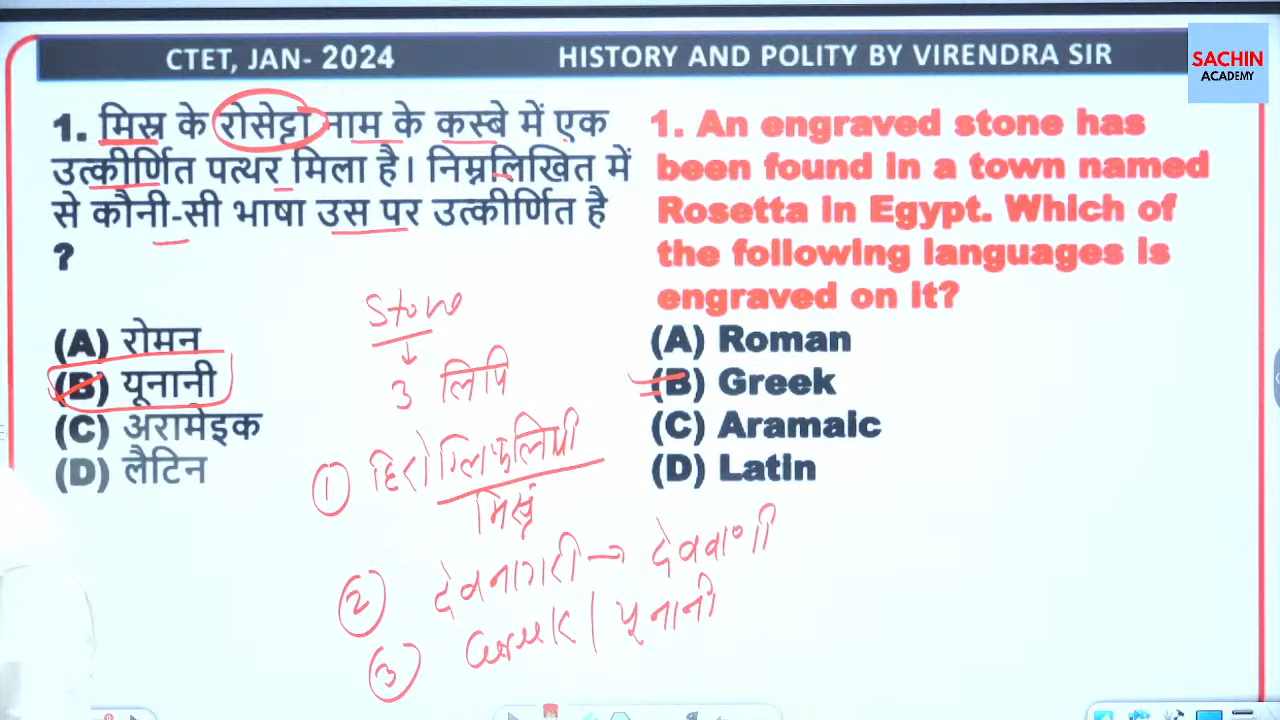 CTET, JAN- 2024
HISTORY AND POLITY BY VIRENDRA SIR
SACHIN
ACADEMY
1. मिस्र के रोसेट्टा नाम के कस्बे में एक
उत्कीर्णित पत्थर मिला है। निम्नलिखित में
से कौनी-सी भाषा उस पर उत्कीर्णित है
?
(A) रोमन
(B) यूनानी
(C) अरामेइक
(D) लैटिन
1. An engraved stone has
been found in a town named
Rosetta in Egypt. Which of
the following languages is
engraved on it?
(A) Roman
(B) Greek
(C) Aramaic
(D) Latin
Stone
3 लिपि
① हिरोग्लिफलिपी
मिस्र
② देवनागरी → देववाणी
③ Greek / यूनानी